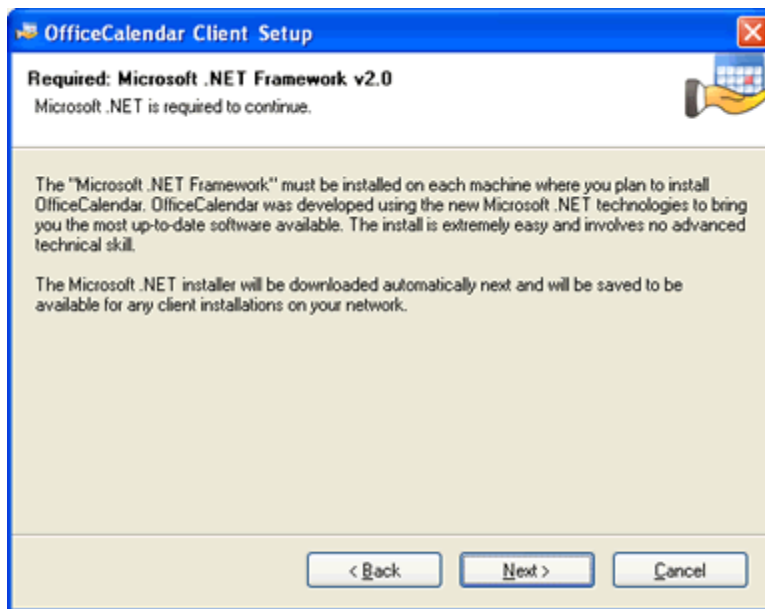 OfficeCalendar Client Setup
Required: Microsoft .NET Framework v2.0
Microsoft .NET is required to continue.
The "Microsoft .NET Framework" must be installed on each machine where you plan to install
OfficeCalendar. OfficeCalendar was developed using the new Microsoft .NET technologies to bring
you the most up-to-date software available. The install is extremely easy and involves no advanced
technical skill.
The Microsoft .NET installer will be downloaded automatically next and will be saved to be
available for any client installations on your network.
< Back Next > Cancel